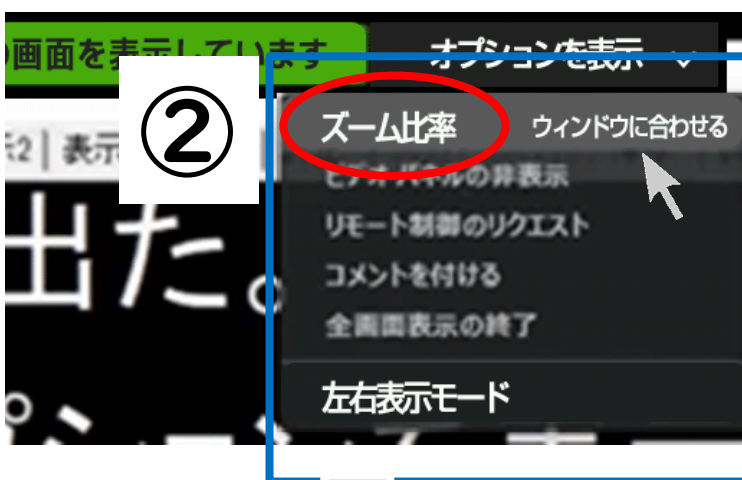 画面を表示しています
オプションを表示
②
2 | 表示
ズーム比率 ウィンドウに合わせる
ビデオ パネルの非表示
リモート制御のリクエスト
コメントを付ける
全画面表示の終了
出た。
左右表示モード